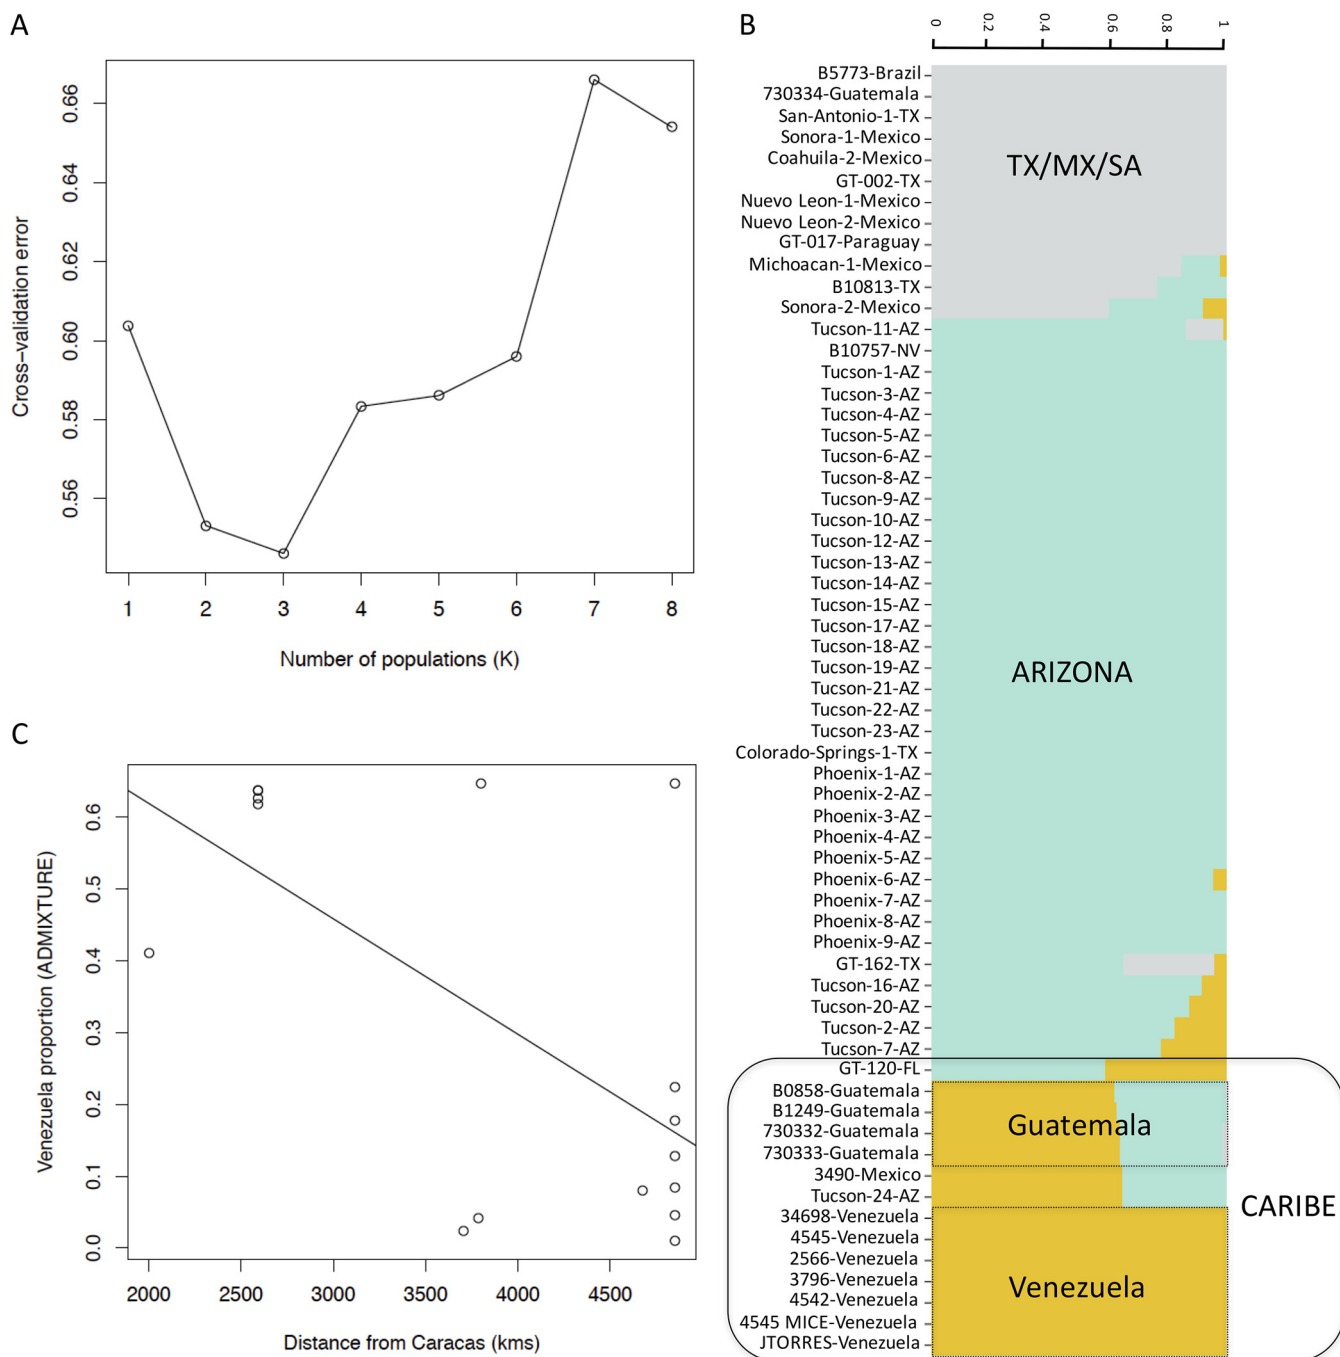 A
0.66
0.64
0.62
0.60
0.58
0.56
Cross−validation error
1 2 3 4 5 6 7 8
Number of populations (K)
B
0 0.2 0.4 0.6 0.8 1
B5773-Brazil
730334-Guatemala
San-Antonio-1-TX
Sonora-1-Mexico
Coahuila-2-Mexico
GT-002-TX
Nuevo Leon-1-Mexico
Nuevo Leon-2-Mexico
GT-017-Paraguay
Michoacan-1-Mexico
B10813-TX
Sonora-2-Mexico
Tucson-11-AZ
B10757-NV
Tucson-1-AZ
Tucson-3-AZ
Tucson-4-AZ
Tucson-5-AZ
Tucson-6-AZ
Tucson-8-AZ
Tucson-9-AZ
Tucson-10-AZ
Tucson-12-AZ
Tucson-13-AZ
Tucson-14-AZ
Tucson-15-AZ
Tucson-17-AZ
Tucson-18-AZ
Tucson-19-AZ
Tucson-21-AZ
Tucson-22-AZ
Tucson-23-AZ
Colorado-Springs-1-TX
Phoenix-1-AZ
Phoenix-2-AZ
Phoenix-3-AZ
Phoenix-4-AZ
Phoenix-5-AZ
Phoenix-6-AZ
Phoenix-7-AZ
Phoenix-8-AZ
Phoenix-9-AZ
GT-162-TX
Tucson-16-AZ
Tucson-20-AZ
Tucson-2-AZ
Tucson-7-AZ
GT-120-FL
B0858-Guatemala
B1249-Guatemala
730332-Guatemala
730333-Guatemala
3490-Mexico
Tucson-24-AZ
34698-Venezuela
4545-Venezuela
2566-Venezuela
3796-Venezuela
4542-Venezuela
4545 MICE-Venezuela
JTORRES-Venezuela
TX/MX/SA
ARIZONA
Guatemala
Venezuela
CARIBE
C
0.6
0.5
0.4
0.3
0.2
0.1
0.0
Venezuela proportion (ADMIXTURE)
2000 2500 3000 3500 4000 4500
Distance from Caracas (kms)